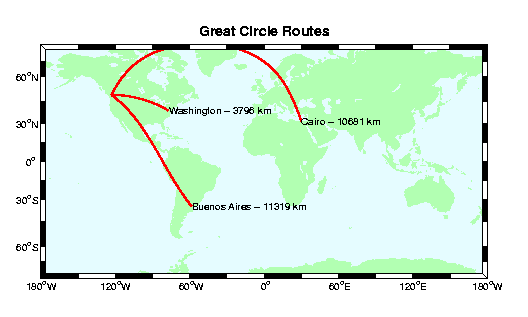 Great Circle Routes
60°N
Washington – 3796 km
Cairo – 10681 km
30°N
0°
30°S
Buenos Aires – 11319 km
60°S
180°W 120°W 60°W 0° 60°E 120°E 180°W